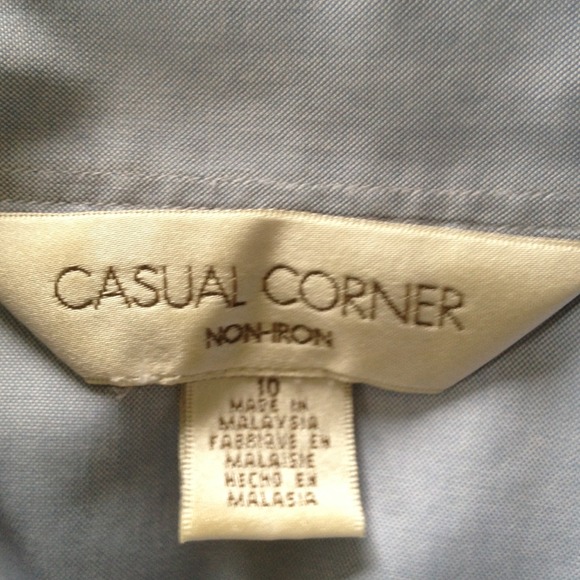 CASUAL CORNER
NON-IRON
10
MADE IN
MALAYSIA
FABRIQUE EN
MALAISIE
HECHO EN
MALASIA